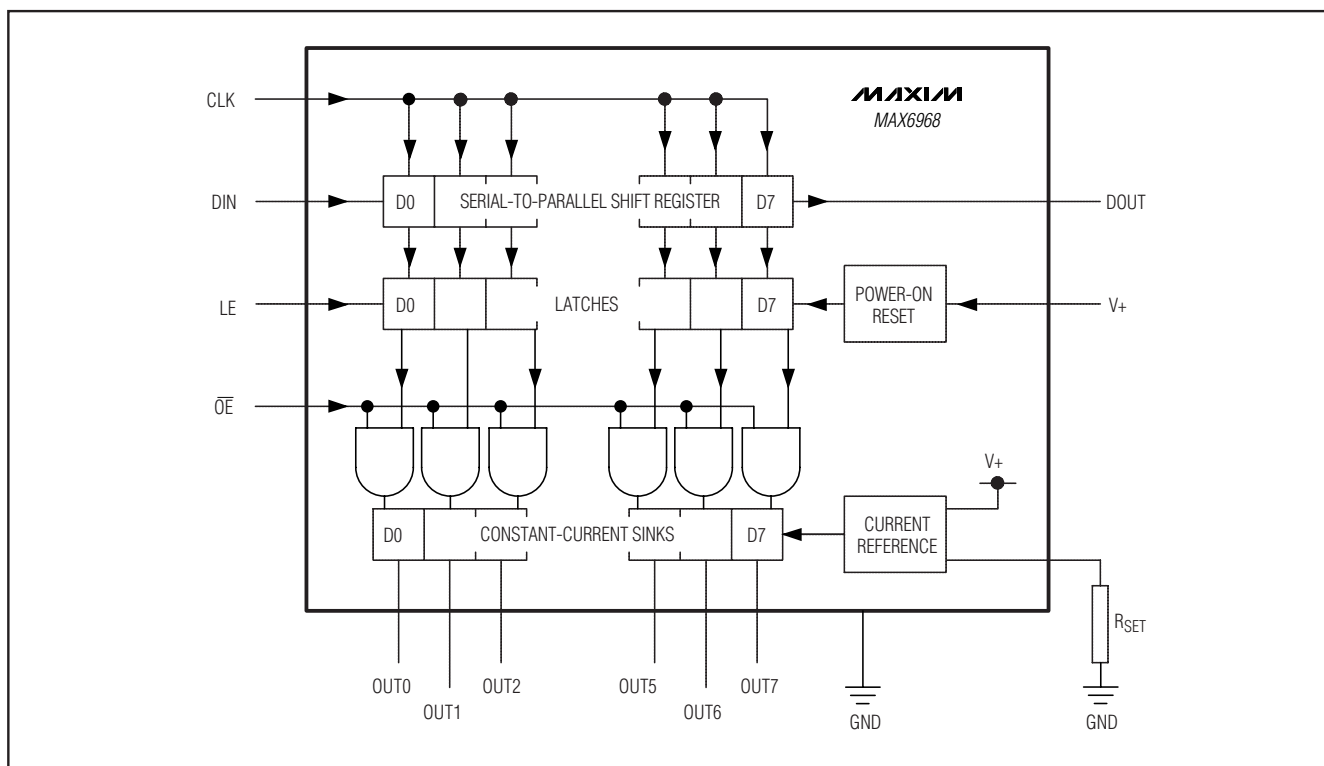 CLK
MAXIM
MAX6968
DIN
D0
SERIAL-TO-PARALLEL SHIFT REGISTER
D7
DOUT
LE
D0
LATCHES
D7
POWER-ON
RESET
V+
OE
V+
D0
CONSTANT-CURRENT SINKS
D7
CURRENT
REFERENCE
RSET
OUT0
OUT1
OUT2
OUT5
OUT6
OUT7
GND
GND